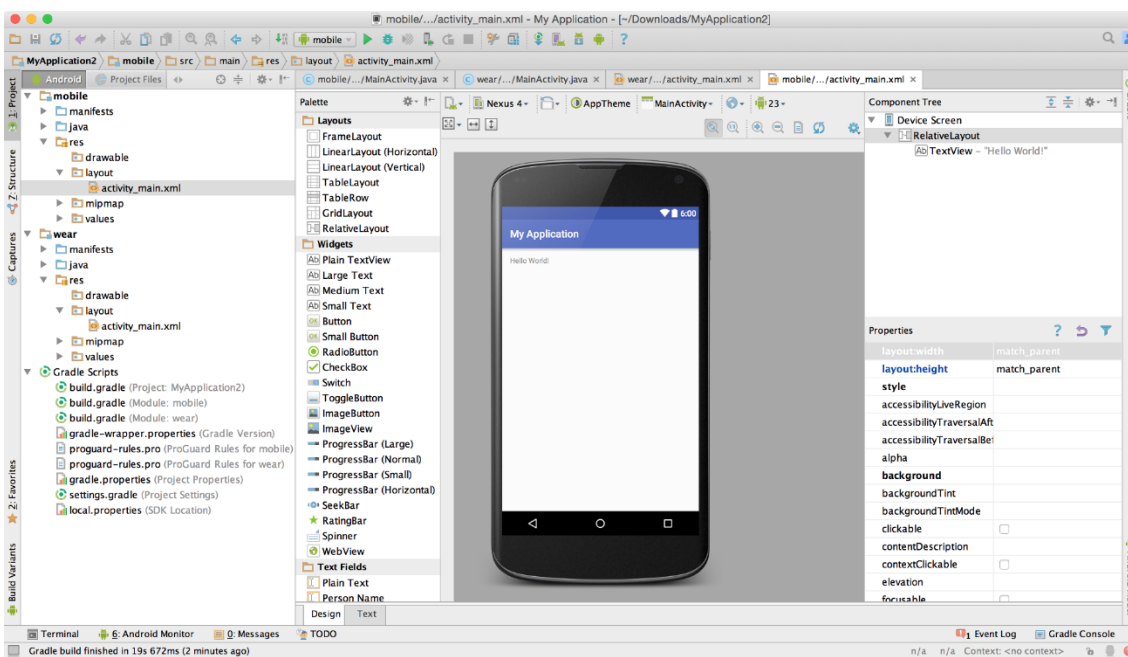 mobile/.../activity_main.xml - My Application - [~/Downloads/MyApplication2]
mobile
?
MyApplication2
mobile
src
main
res
layout
activity_main.xml
Android
Project Files
mobile/.../MainActivity.java ×
wear/.../MainActivity.java ×
wear/.../activity_main.xml ×
mobile/.../activity_main.xml ×
1: Project
Z: Structure
Captures
2: Favorites
Build Variants
mobile
manifests
java
res
drawable
layout
activity_main.xml
mipmap
values
wear
manifests
java
res
drawable
layout
activity_main.xml
mipmap
values
Gradle Scripts
build.gradle (Project: MyApplication2)
build.gradle (Module: mobile)
build.gradle (Module: wear)
gradle-wrapper.properties (Gradle Version)
proguard-rules.pro (ProGuard Rules for mobile)
proguard-rules.pro (ProGuard Rules for wear)
gradle.properties (Project Properties)
settings.gradle (Project Settings)
local.properties (SDK Location)
Palette
Layouts
FrameLayout
LinearLayout (Horizontal)
LinearLayout (Vertical)
TableLayout
TableRow
GridLayout
RelativeLayout
Widgets
Ab Plain TextView
Ab Large Text
Ab Medium Text
Ab Small Text
OK Button
OK Small Button
RadioButton
CheckBox
Switch
ToggleButton
ImageButton
ImageView
ProgressBar (Large)
ProgressBar (Normal)
ProgressBar (Small)
ProgressBar (Horizontal)
SeekBar
RatingBar
Spinner
WebView
Text Fields
Plain Text
Person Name
Nexus 4
AppTheme
MainActivity
23
6:00
My Application
Hello World!
Design
Text
Component Tree
Device Screen
RelativeLayout
Ab TextView - "Hello World!"
Properties
?
layout:width match_parent
layout:height match_parent
style
accessibilityLiveRegion
accessibilityTraversalAft
accessibilityTraversalBef
alpha
background
backgroundTint
backgroundTintMode
clickable
contentDescription
contextClickable
elevation
focusable
Terminal
6: Android Monitor
0: Messages
TODO
1 Event Log
Gradle Console
Gradle build finished in 19s 672ms (2 minutes ago)
n/a n/a Context: <no context>